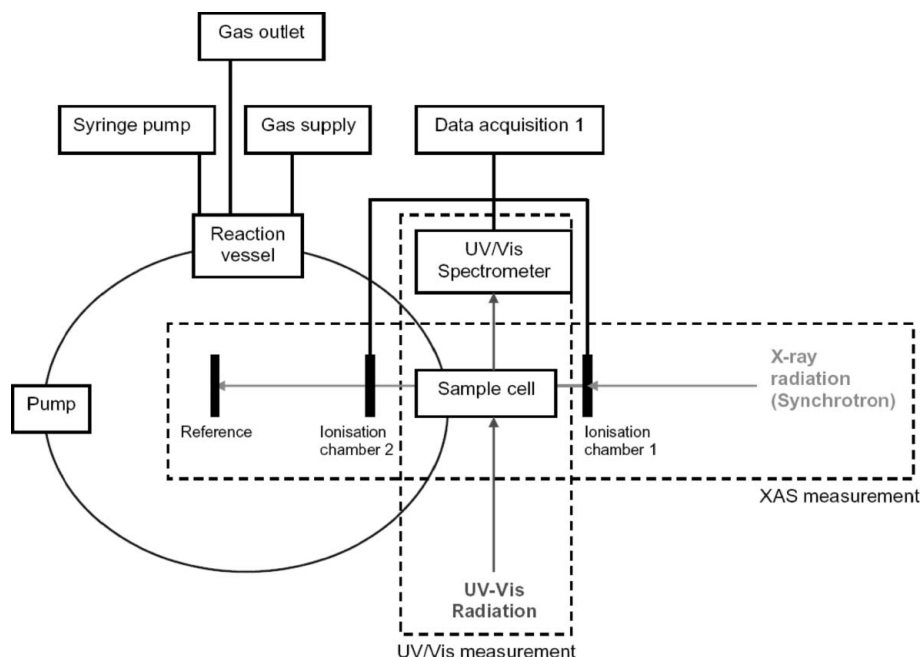 Gas outlet
Syringe pump
Gas supply
Data acquisition 1
Reaction
vessel
UV/Vis
Spectrometer
X-ray
radiation
(Synchrotron)
Pump
Sample cell
Reference
Ionisation
chamber 2
Ionisation
chamber 1
XAS measurement
UV-Vis
Radiation
UV/Vis measurement